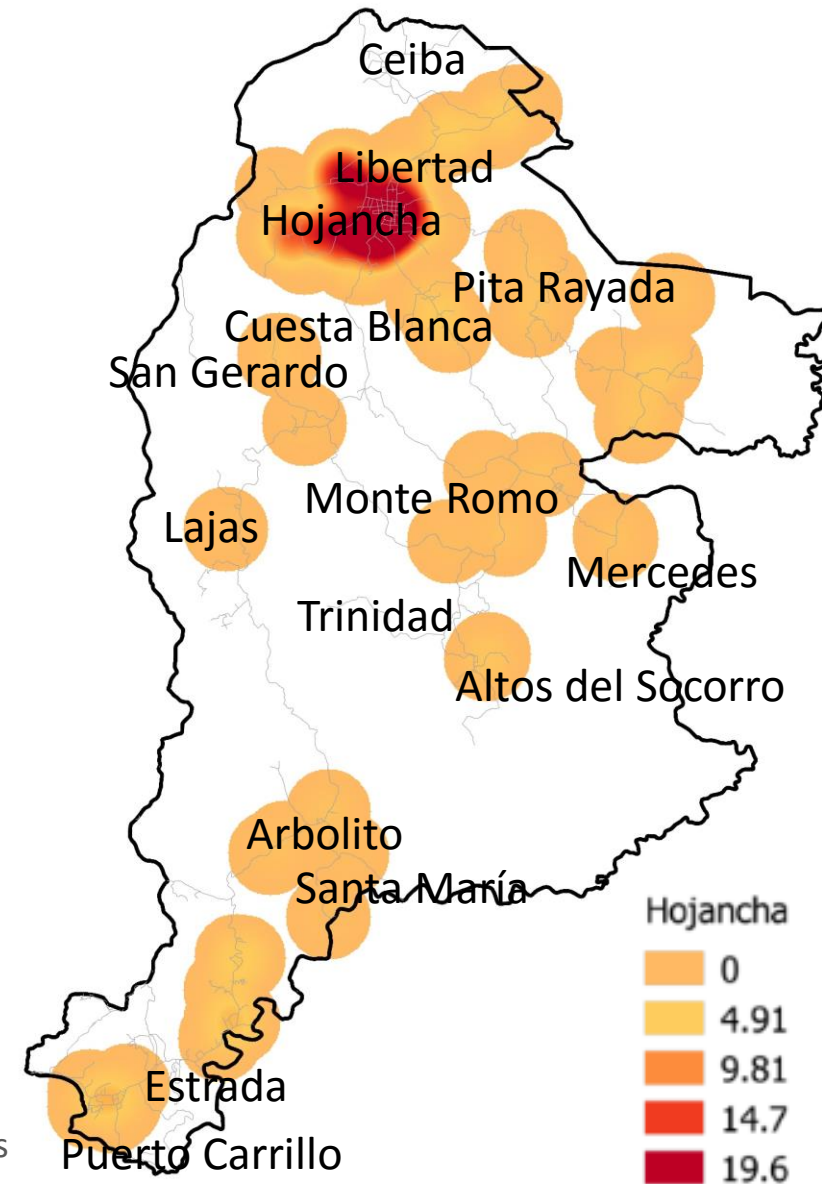 Ceiba
Libertad
Hojancha
Pita Rayada
Cuesta Blanca
San Gerardo
Monte Romo
Lajas
Mercedes
Trinidad
Altos del Socorro
Arbolito
Santa María
Hojancha
0
4.91
9.81
14.7
19.6
Estrada
s
Puerto Carrillo